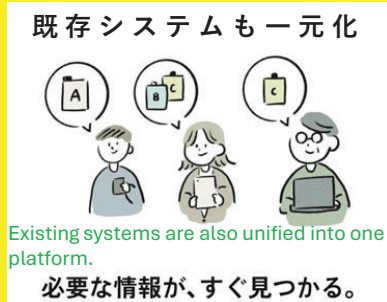 既存システムも一元化
A
B C
C
Existing systems are also unified into one
platform.
必要な情報が、すぐ見つかる。